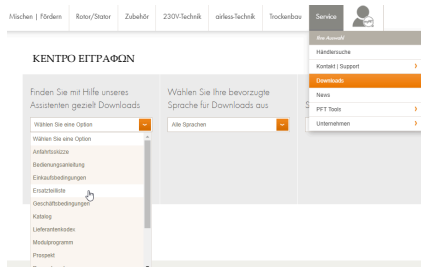 Mischen | Fördern Rotor/Stator Zubehör 230V-Technik airless-Technik Trockenbau Service
Ihre Auswahl
Händlersuche
Kontakt | Support
Downloads
News
PFT Tools
Unternehmen
ΚΕΝΤΡΟ ΕΓΓΡΑΦΩΝ
Finden Sie mit Hilfe unseres
Assistenten gezielt Downloads
Wählen Sie eine Option
Wählen Sie eine Option
Anfahrtsskizze
Bedienungsanleitung
Einkaufsbedingungen
Ersatzteilliste
Geschäftsbedingungen
Katalog
Lieferantenkodex
Modulprogramm
Prospekt
Wählen Sie Ihre bevorzugte
Sprache für Downloads aus
Alle Sprachen